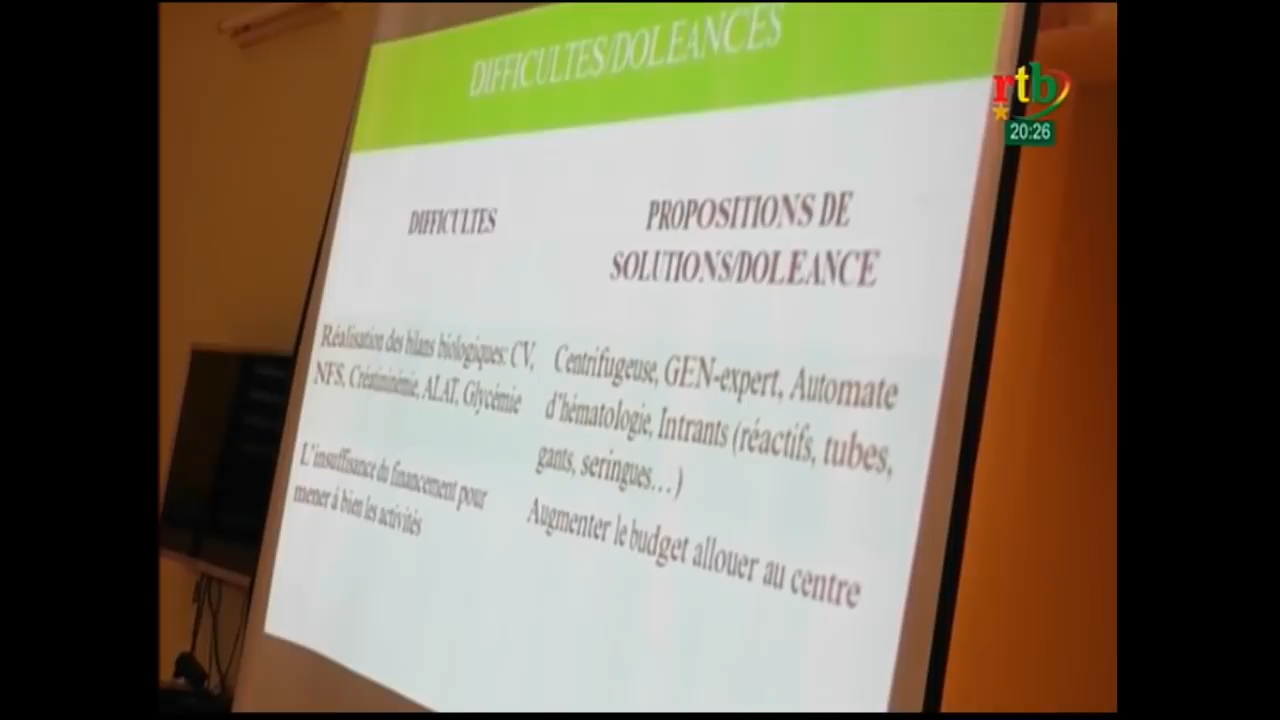 DIFFICULTES/DOLEANCES
rtb
20:26
DIFFICULTES
PROPOSITIONS DE
SOLUTIONS/DOLEANCE
Réalisation des bilans biologiques: CV,
NFS, Créatininémie, ALAT, Glycémie
Centrifugeuse, GEN-expert, Automate
d'hématologie, Intrants (réactifs, tubes,
gants, seringues…)
L'insuffisance du financement pour
mener à bien les activités
Augmenter le budget allouer au centre